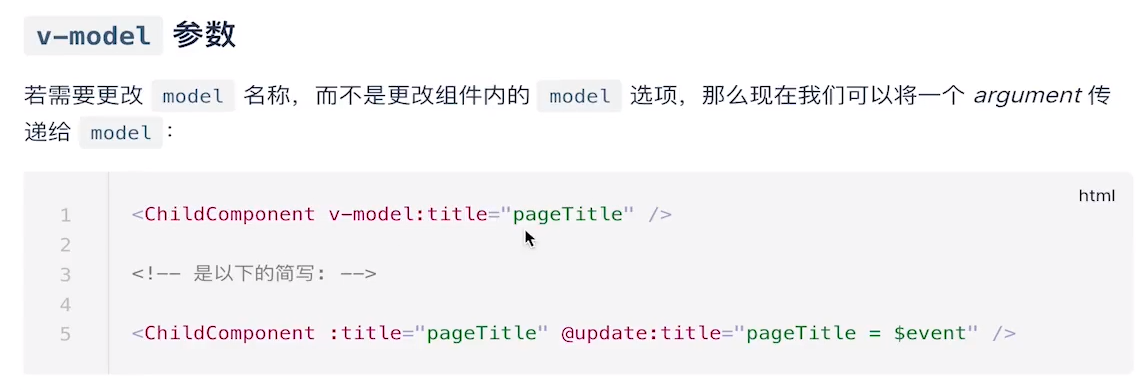 v-model 参数
若需要更改 model 名称，而不是更改组件内的 model 选项，那么现在我们可以将一个 argument 传
递给 model：
html
1 <ChildComponent v-model:title="pageTitle" />
2
3 <!-- 是以下的简写: -->
4
5 <ChildComponent :title="pageTitle" @update:title="pageTitle = $event" />